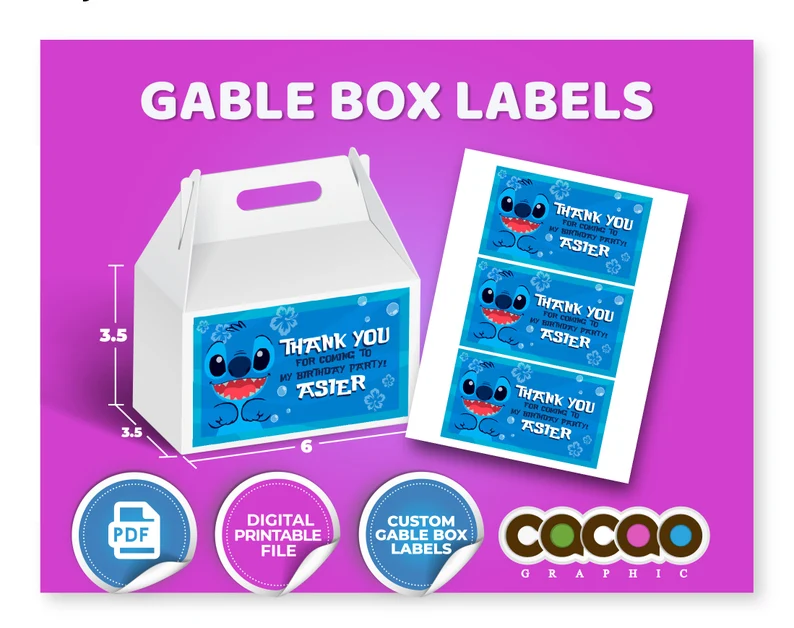 GABLE BOX LABELS
THANK YOU
FOR COMING TO
MY BIRTHDAY PARTY!
ASIER
3.5
3.5
6
THANK YOU
FOR COMING TO
MY BIRTHDAY PARTY!
ASIER
THANK YOU
FOR COMING TO
MY BIRTHDAY PARTY!
ASIER
THANK YOU
FOR COMING TO
MY BIRTHDAY PARTY!
ASIER
PDF
DIGITAL
PRINTABLE
FILE
CUSTOM
GABLE BOX
LABELS
cacao
GRAPHIC